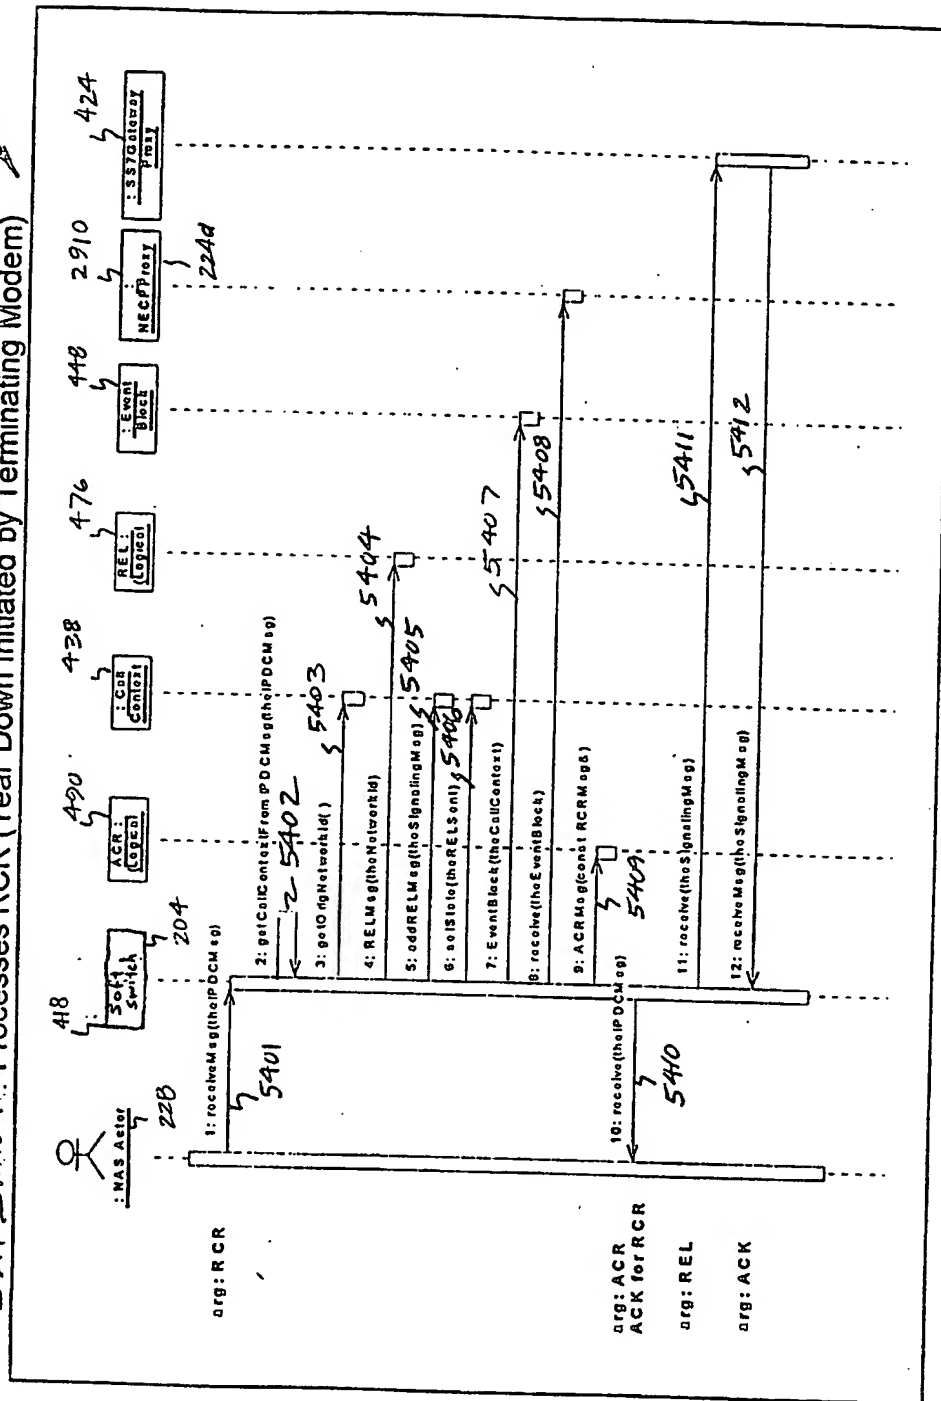 Processes RCR (Tear Down Initiated by Terminating Modem)
: NAS Actor
228
418
:
Soft
Switch
204
490
ACR :
(Logical
438
: Call
Context
476
REL :
(Logical
448
: Event
Block
2910
:
NECPProxy
224d
424
: SS7Gateway
Proxy
arg: RCR
1: receiveMsg(theIPDCMsg)
5401
2: getCallContextFromIPDCMsg(theIPDCMsg)
5402
3: getOrigNetworkId( )
5403
4: RELMsg(theNetworkId)
5404
5: addRELMsg(theSignalingMsg)
5405
6: setState(theRELSent)
5406
7: EventBlock(theCallContext)
5407
8: receive(theEventBlock)
5408
9: ACRMsg(const RCRMsg&)
5409
arg: ACR
ACK for RCR
10: receive(theIPDCMsg)
5410
arg: REL
11: receive(theSignalingMsg)
5411
arg: ACK
12: receiveMsg(theSignalingMsg)
5412